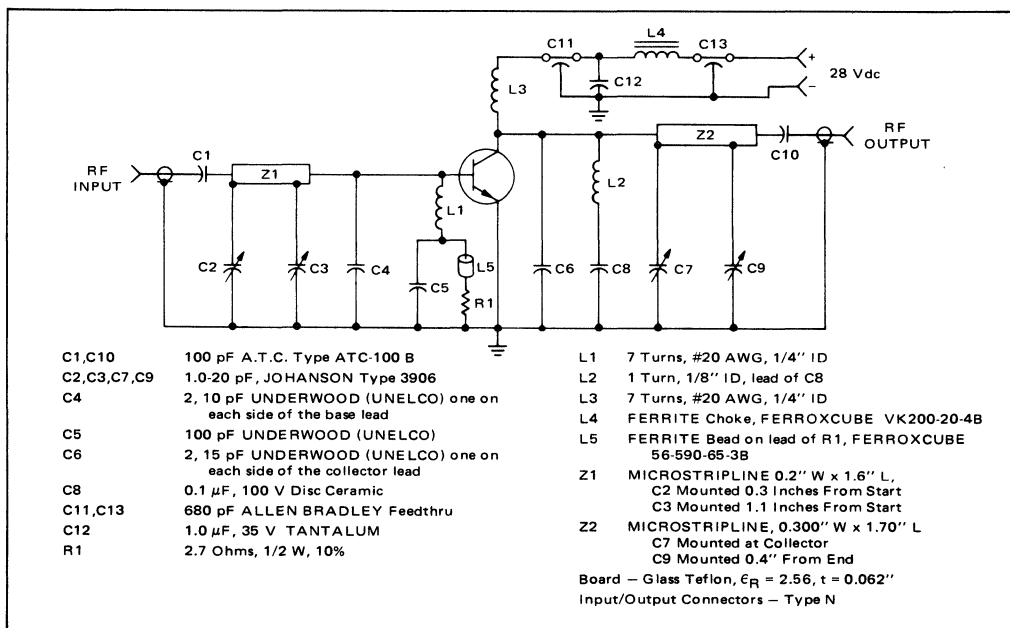 C11
L4
C13
+
28 Vdc
–
C12
L3
RF
INPUT
C1
Z1
L1
C2
C3
C4
C5
L5
R1
C6
L2
C8
C7
C9
Z2
C10
RF
OUTPUT
C1,C10 100 pF A.T.C. Type ATC-100 B
C2,C3,C7,C9 1.0-20 pF, JOHANSON Type 3906
C4 2, 10 pF UNDERWOOD (UNELCO) one on
each side of the base lead
C5 100 pF UNDERWOOD (UNELCO)
C6 2, 15 pF UNDERWOOD (UNELCO) one on
each side of the collector lead
C8 0.1 μF, 100 V Disc Ceramic
C11,C13 680 pF ALLEN BRADLEY Feedthru
C12 1.0 μF, 35 V TANTALUM
R1 2.7 Ohms, 1/2 W, 10%
L1 7 Turns, #20 AWG, 1/4'' ID
L2 1 Turn, 1/8'' ID, lead of C8
L3 7 Turns, #20 AWG, 1/4'' ID
L4 FERRITE Choke, FERROXCUBE VK200-20-4B
L5 FERRITE Bead on lead of R1, FERROXCUBE
56-590-65-3B
Z1 MICROSTRIPLINE 0.2'' W x 1.6'' L,
C2 Mounted 0.3 Inches From Start
C3 Mounted 1.1 Inches From Start
Z2 MICROSTRIPLINE, 0.300'' W x 1.70'' L
C7 Mounted at Collector
C9 Mounted 0.4'' From End
Board – Glass Teflon, ϵR = 2.56, t = 0.062''
Input/Output Connectors – Type N